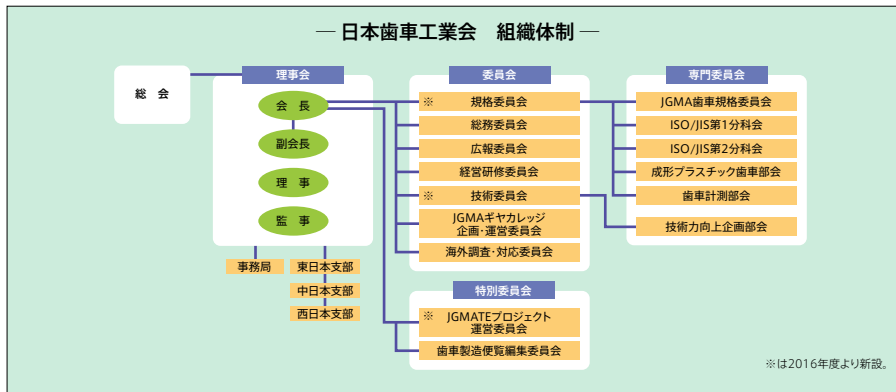 ― 日本歯車工業会　組織体制 ―
総　会
理事会
会　長
副会長
理　事
監　事
事務局
東日本支部
中日本支部
西日本支部
委員会
※ 規格委員会
総務委員会
広報委員会
経営研修委員会
※ 技術委員会
JGMAギヤカレッジ
企画・運営委員会
海外調査・対応委員会
特別委員会
※ JGMATEプロジェクト
運営委員会
歯車製造便覧編集委員会
専門委員会
JGMA歯車規格委員会
ISO/JIS第1分科会
ISO/JIS第2分科会
成形プラスチック歯車部会
歯車計測部会
技術力向上企画部会
※は2016年度より新設。